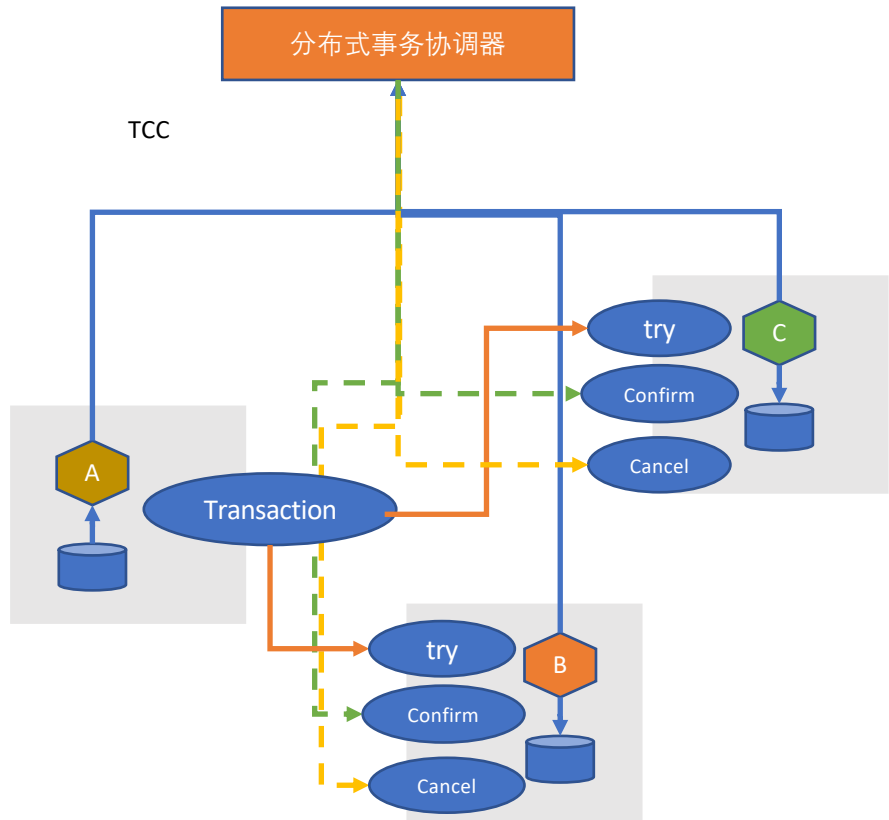 分布式事务协调器
TCC
try
C
Confirm
Cancel
A
Transaction
try
B
Confirm
Cancel